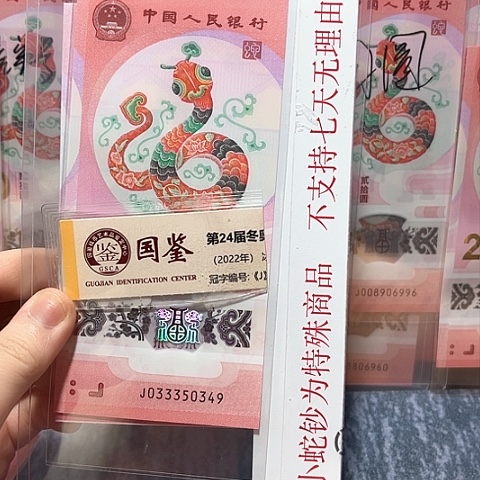 中国人民银行
国鉴
GSCA
GUOJIAN IDENTIFICATION CENTER
第24届冬奥
(2022年)
冠字编号:《J
J033350349
小蛇钞为特殊商品 不支持七天无理由
J008906996
306960